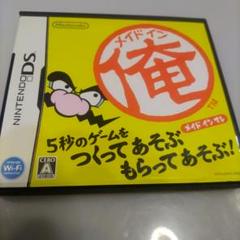 NINTENDO DS
メイド イン
俺
TM
メイド イン オレ
5秒のゲームを
つくって あそぶ
もらって あそぶ!!
Wi-Fi
CERO
A